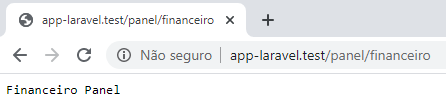 app-laravel.test/panel/financeiro
Não seguro | app-laravel.test/panel/financeiro
Financeiro Panel